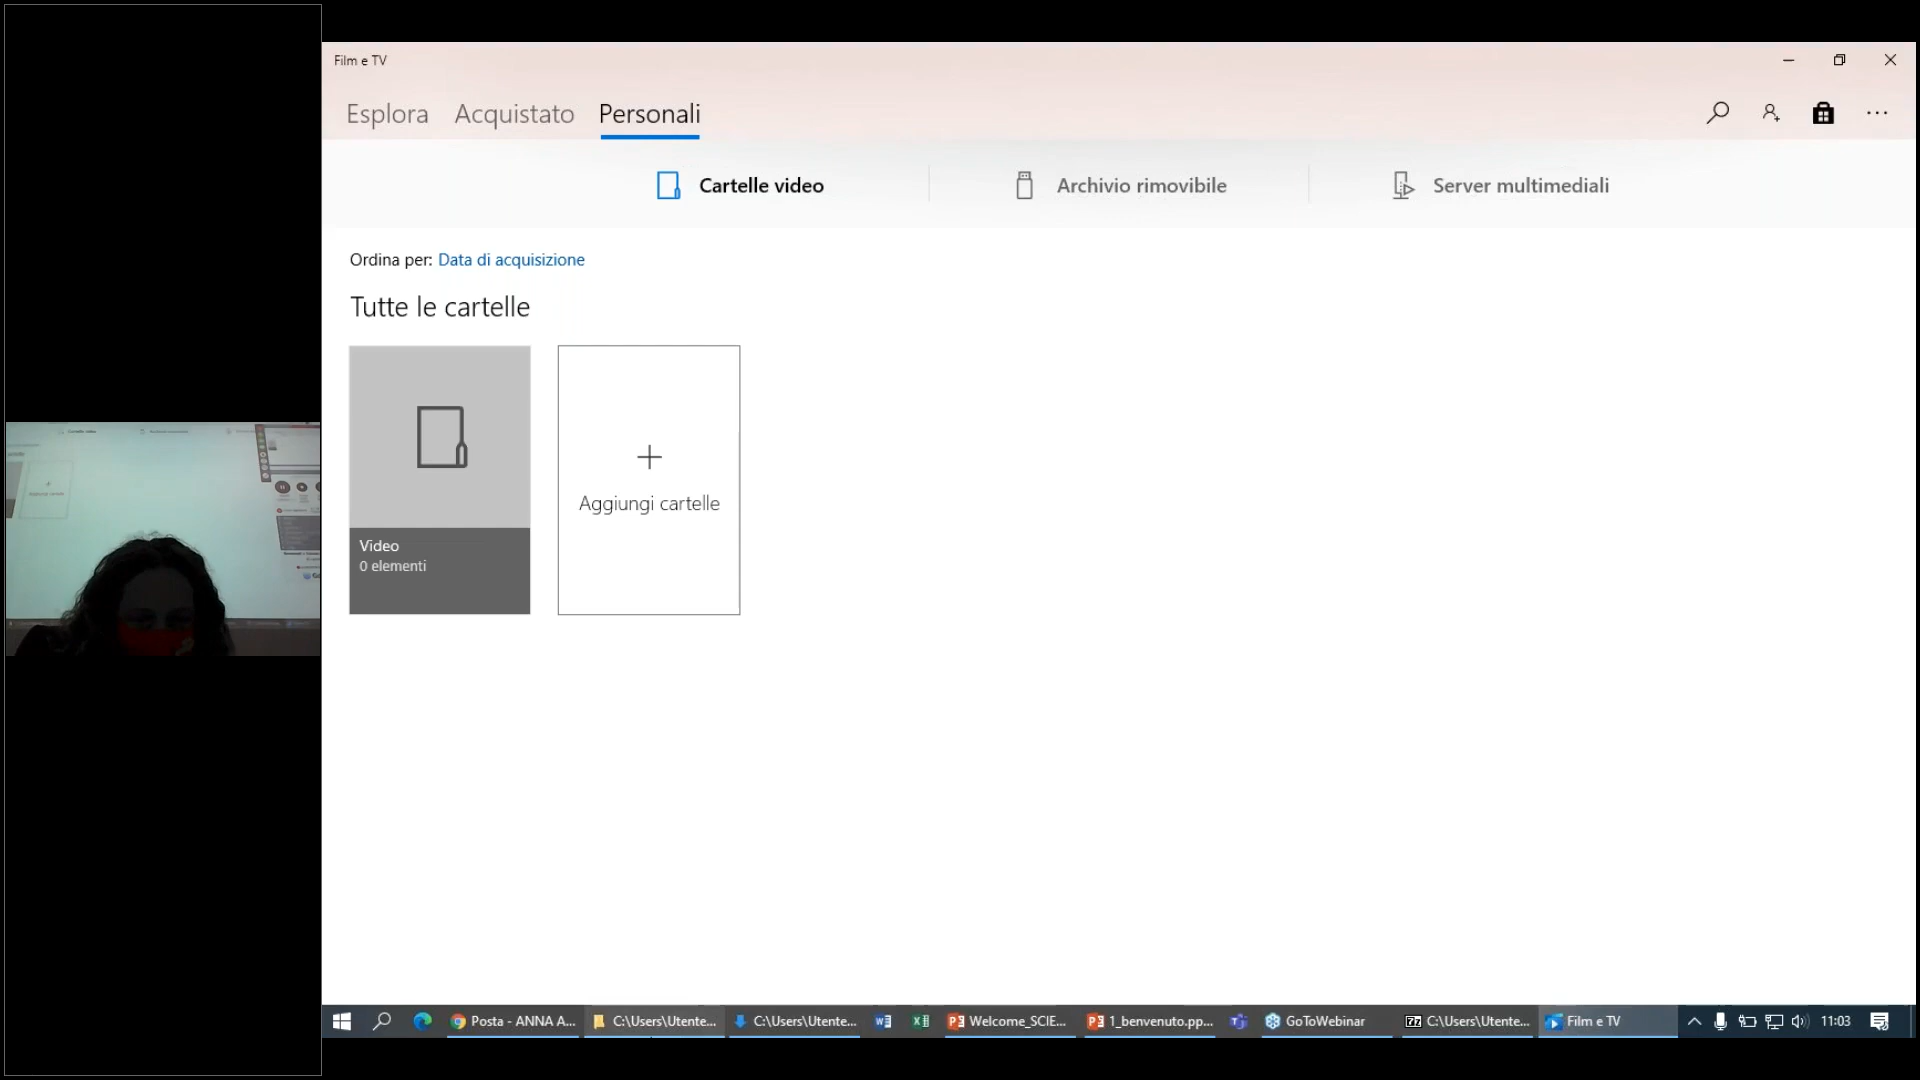 Film e TV
Esplora Acquistato Personali
Cartelle video Archivio rimovibile Server multimediali
Ordina per: Data di acquisizione
Tutte le cartelle
Video
0 elementi
Aggiungi cartelle
Posta - ANNA A... C:\Users\Utente... C:\Users\Utente... Welcome_SCIE... 1_benvenuto.pp... GoToWebinar C:\Users\Utente... Film e TV 11:03